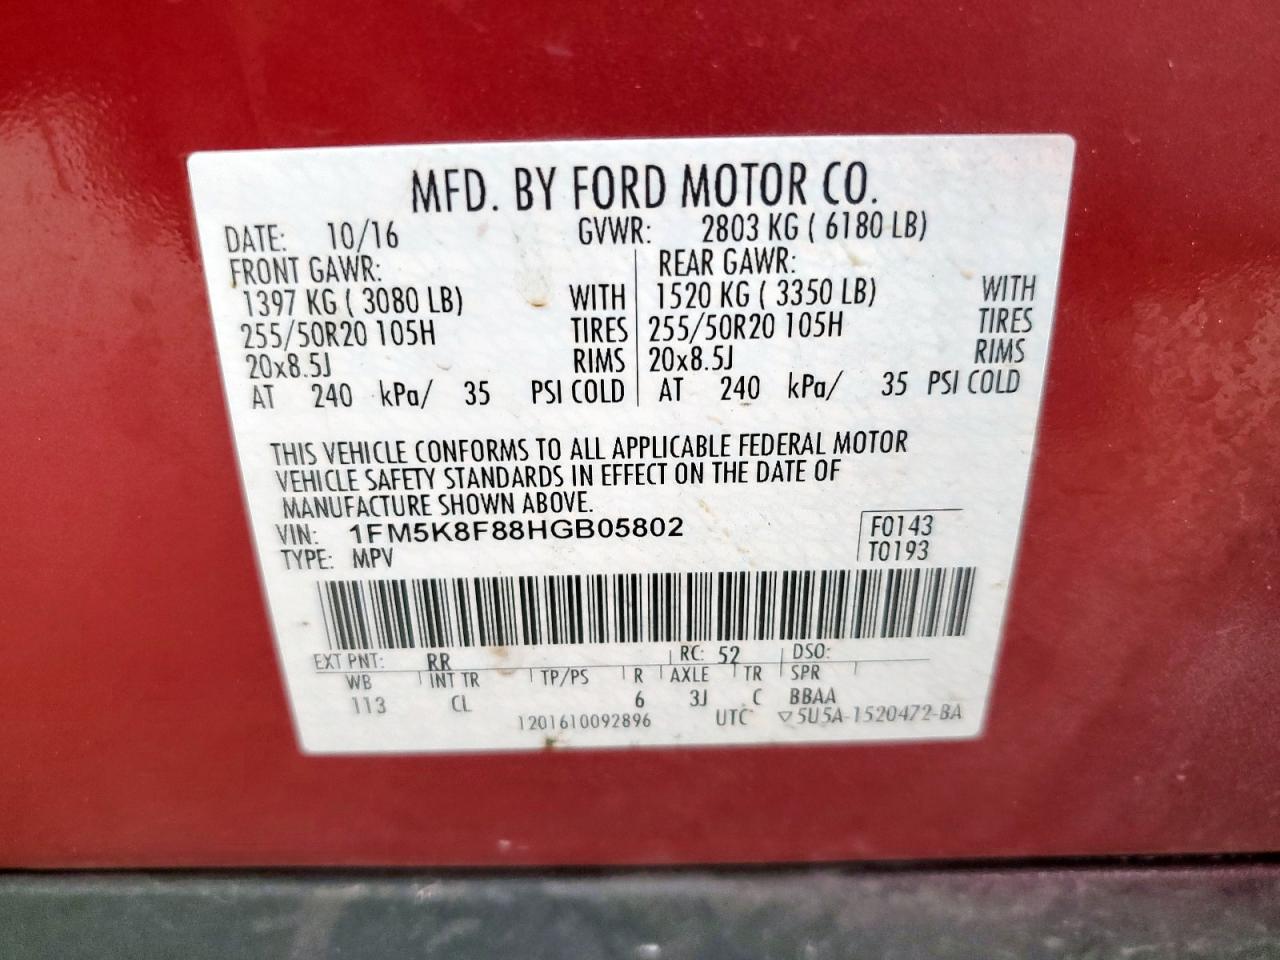 MFD. BY FORD MOTOR CO.
DATE: 10/16 GVWR: 2803 KG ( 6180 LB)
FRONT GAWR: REAR GAWR:
1397 KG ( 3080 LB) WITH 1520 KG ( 3350 LB) WITH
255/50R20 105H TIRES 255/50R20 105H TIRES
20x8.5J RIMS 20x8.5J RIMS
AT 240 kPa/ 35 PSI COLD AT 240 kPa/ 35 PSI COLD
THIS VEHICLE CONFORMS TO ALL APPLICABLE FEDERAL MOTOR
VEHICLE SAFETY STANDARDS IN EFFECT ON THE DATE OF
MANUFACTURE SHOWN ABOVE.
VIN: 1FM5K8F88HGB05802 F0143
TYPE: MPV T0193
EXT PNT: RR RC: 52 DSO:
WB INT TR TP/PS R AXLE TR SPR
113 CL 6 3J C BBAA
1201610092896 UTC ▽5U5A-1520472-BA